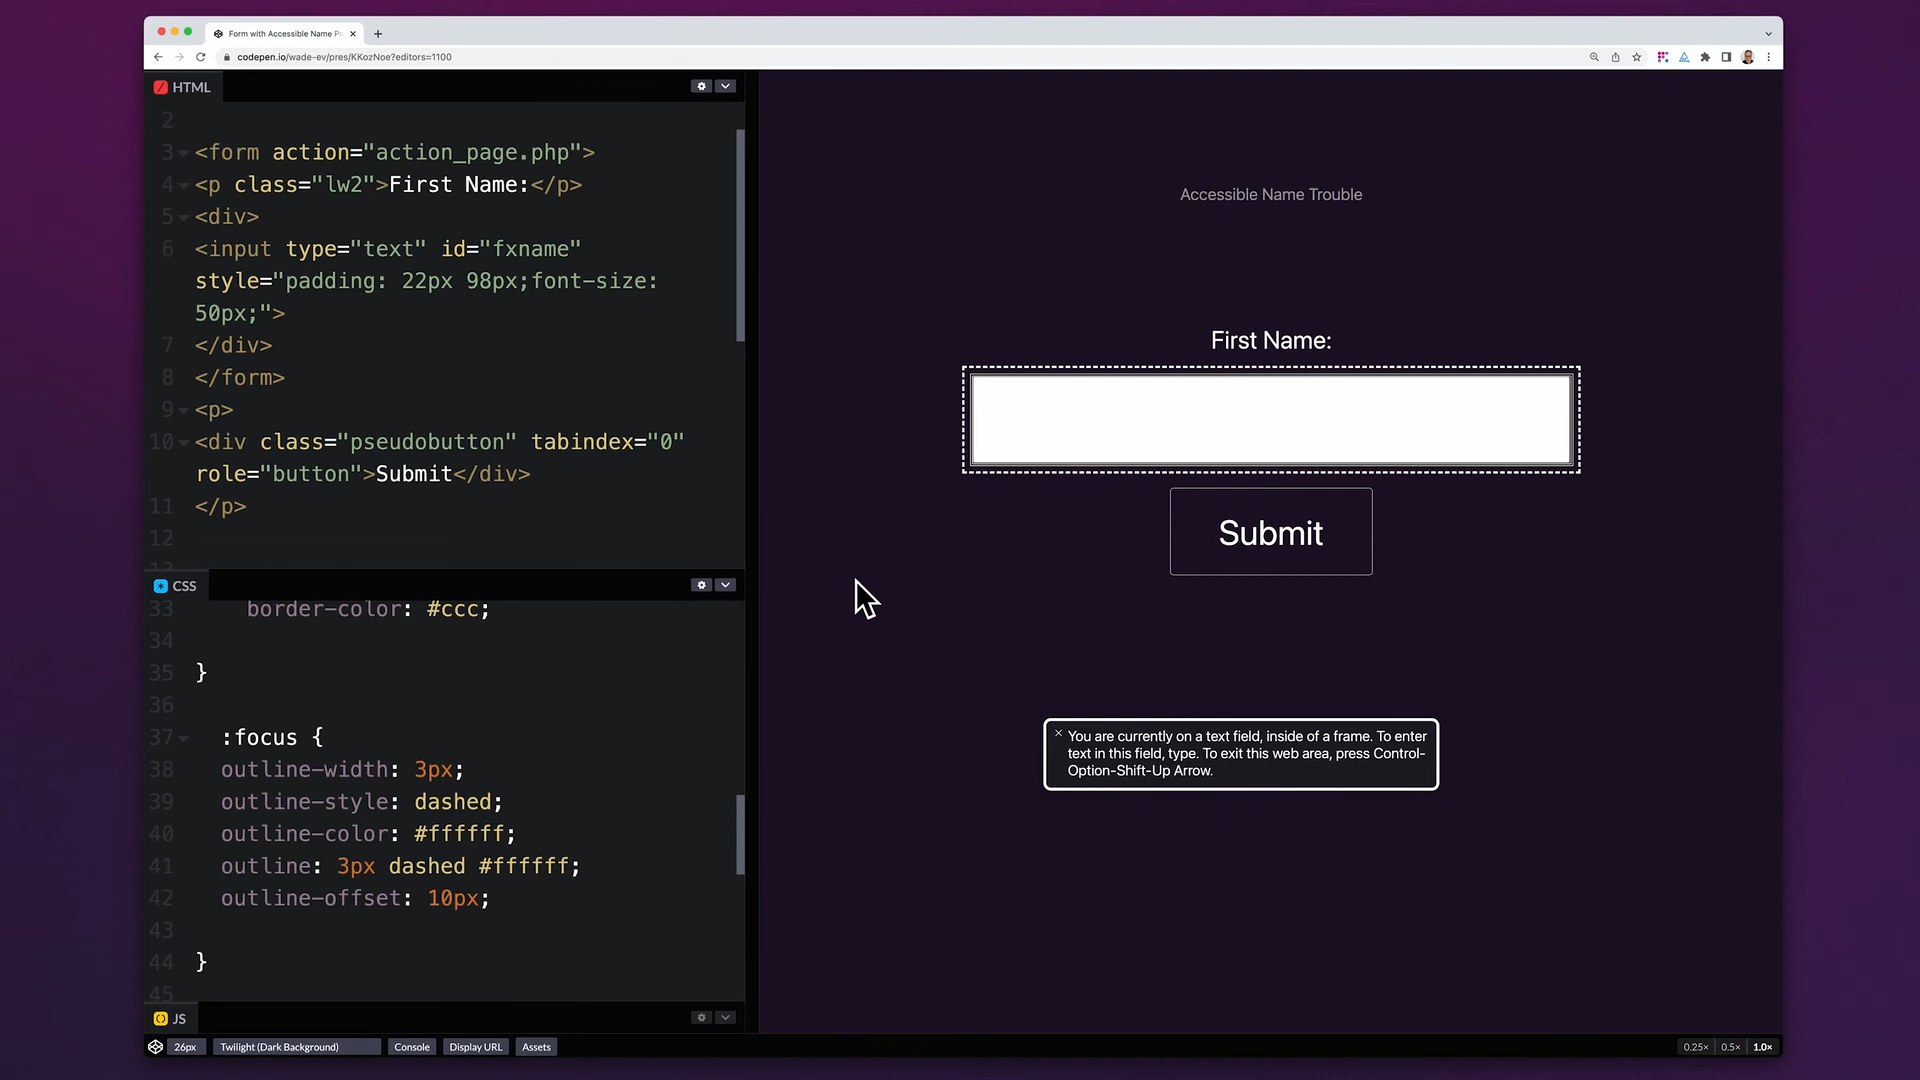 Form with Accessible Name Pr
codepen.io/wade-ev/pres/KKozNoe?editors=1100
HTML
2
3 <form action="action_page.php">
4 <p class="lw2">First Name:</p>
5 <div>
6 <input type="text" id="fxname"
style="padding: 22px 98px;font-size:
50px;">
7 </div>
8 </form>
9 <p>
10 <div class="pseudobutton" tabindex="0"
role="button">Submit</div>
11 </p>
12
CSS
33 border-color: #ccc;
34
35 }
36
37 :focus {
38 outline-width: 3px;
39 outline-style: dashed;
40 outline-color: #ffffff;
41 outline: 3px dashed #ffffff;
42 outline-offset: 10px;
43
44 }
45
JS
26px Twilight (Dark Background) Console Display URL Assets
Accessible Name Trouble
First Name:
Submit
You are currently on a text field, inside of a frame. To enter
text in this field, type. To exit this web area, press Control-
Option-Shift-Up Arrow.
0.25× 0.5× 1.0×